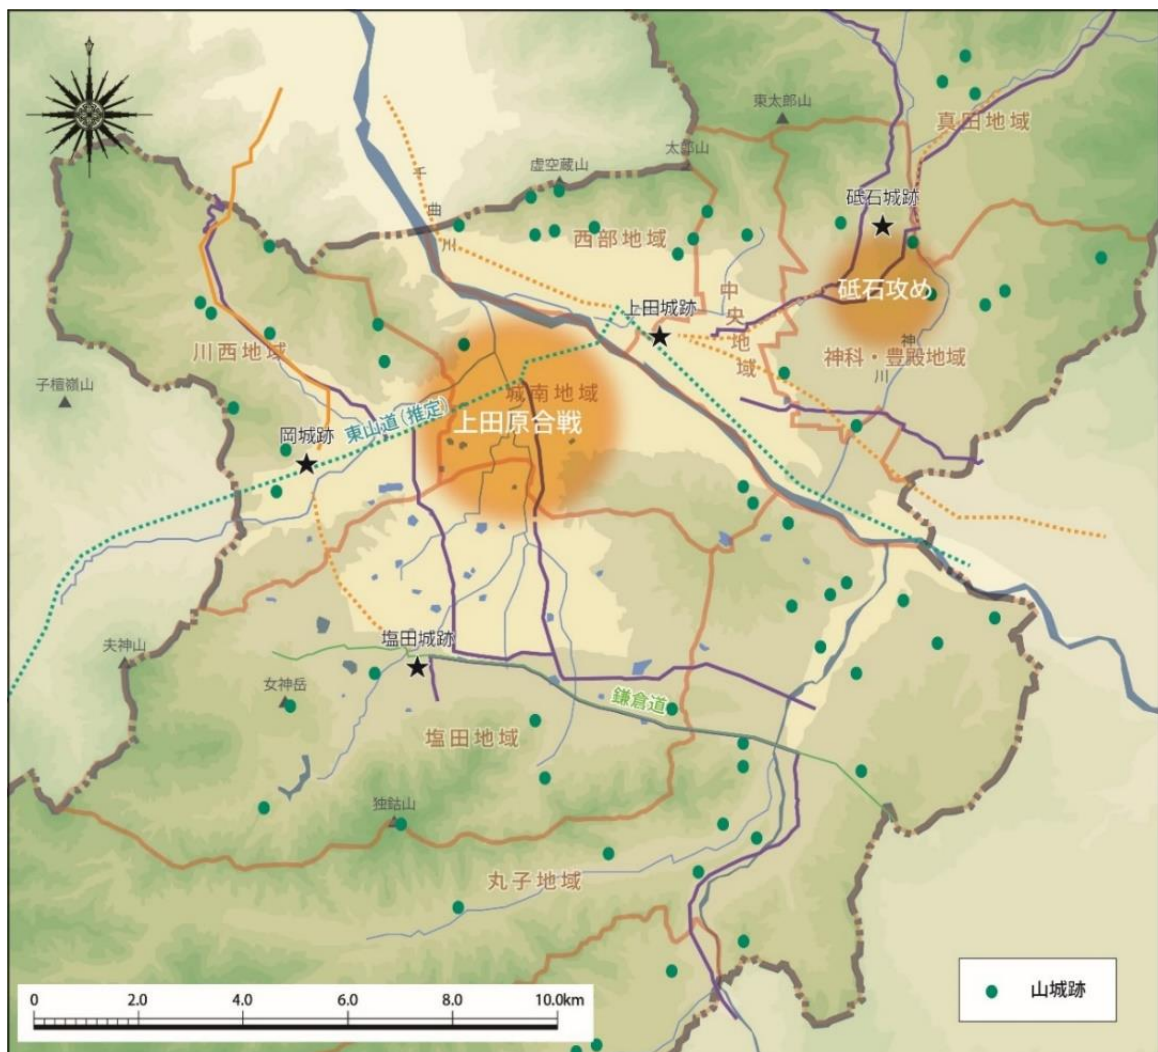 東太郎山
真田地域
太郎山
虚空蔵山
千曲川
砥石城跡
西部地域
砥石攻め
上田城跡
中央地域
川西地域
神科・豊殿地域
神川
子檀嶺山
城南地域
上田原合戦
東山道(推定)
岡城跡
塩田城跡
夫神山
女神岳
鎌倉道
塩田地域
独鈷山
丸子地域
0 2.0 4.0 6.0 8.0 10.0km
山城跡